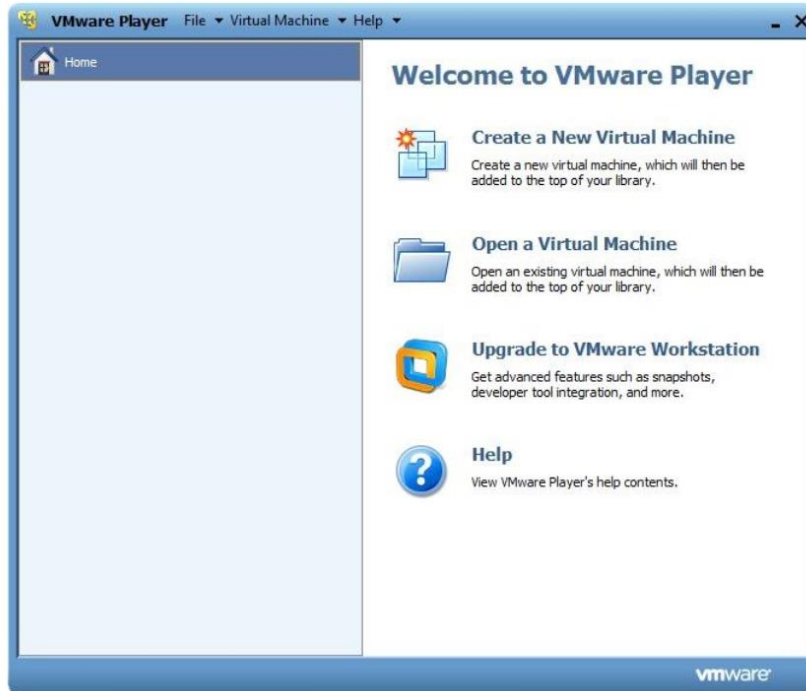 VMware Player File Virtual Machine Help
Home
Welcome to VMware Player
Create a New Virtual Machine
Create a new virtual machine, which will then be
added to the top of your library.
Open a Virtual Machine
Open an existing virtual machine, which will then be
added to the top of your library.
Upgrade to VMware Workstation
Get advanced features such as snapshots,
developer tool integration, and more.
Help
View VMware Player's help contents.
vmware